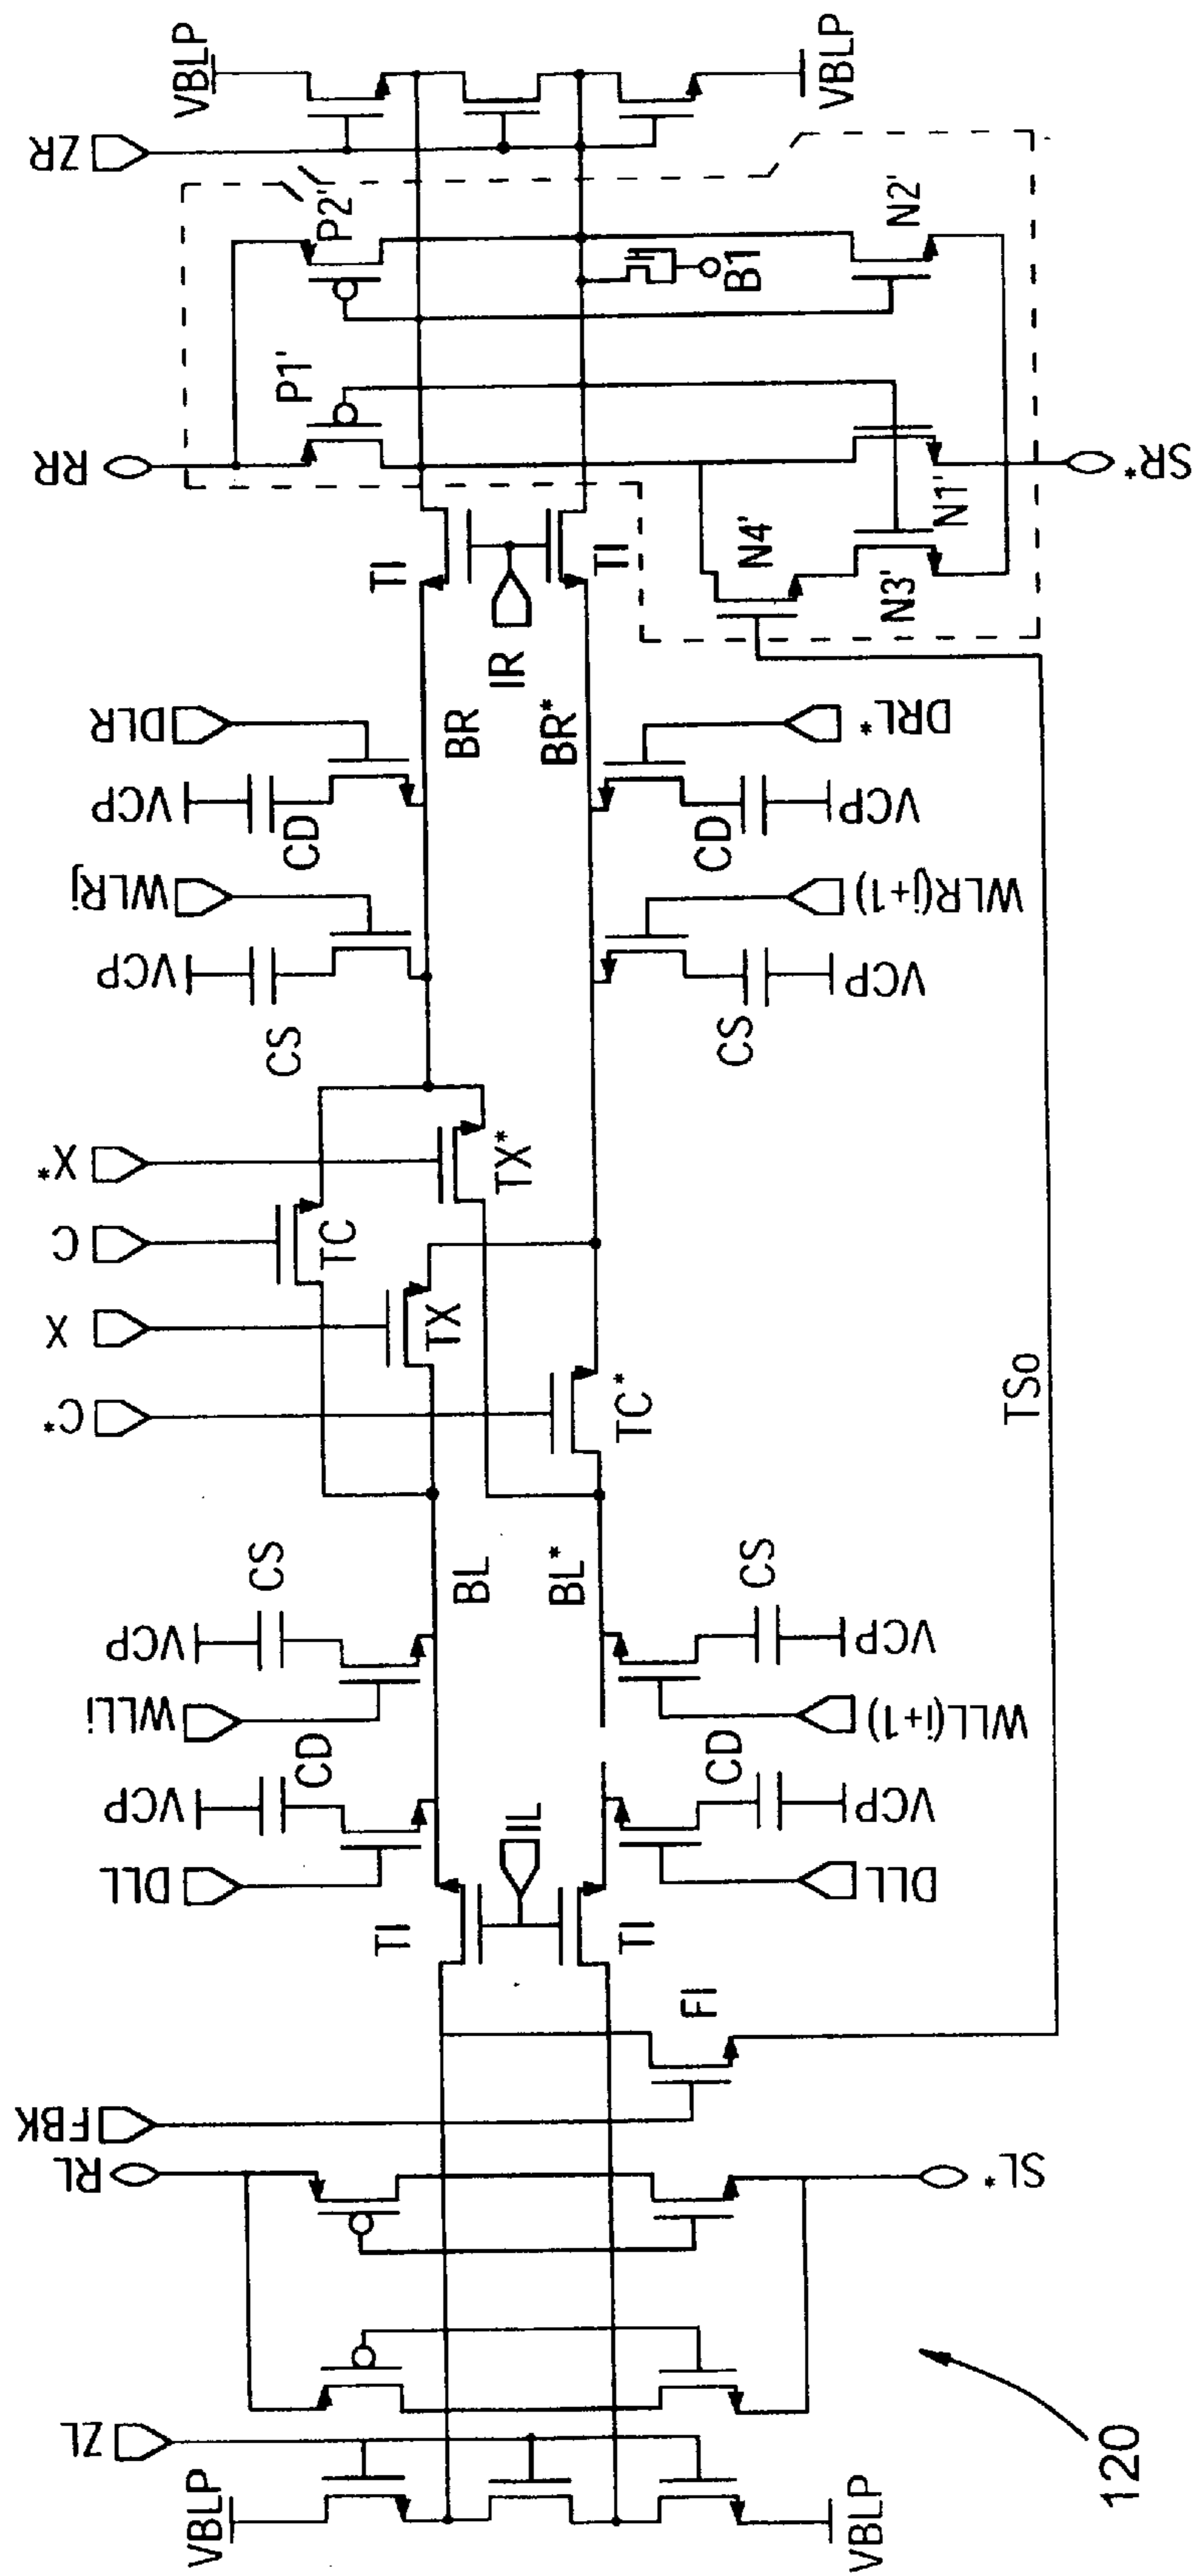 VBLP
ZL
RL
FBK
DLL
VCP
WLLi
VCP
C*
X
C
X*
VCP
WLRj
VCP
DLR
RR
ZR
VBLP
CD
CS
CS
CD
P1'
P2'
TI
BL
TX
TC
TX*
BR
TI
IL
IR
B1
BL*
TC*
BR*
TI
TI
FI
CD
CS
CS
CD
N4'
N3'
N1'
N2'
VBLP
SL*
DLL
VCP
WLL(i+1)
VCP
VCP
WLR(j+1)
VCP
DRL*
SR*
VBLP
TS0
120